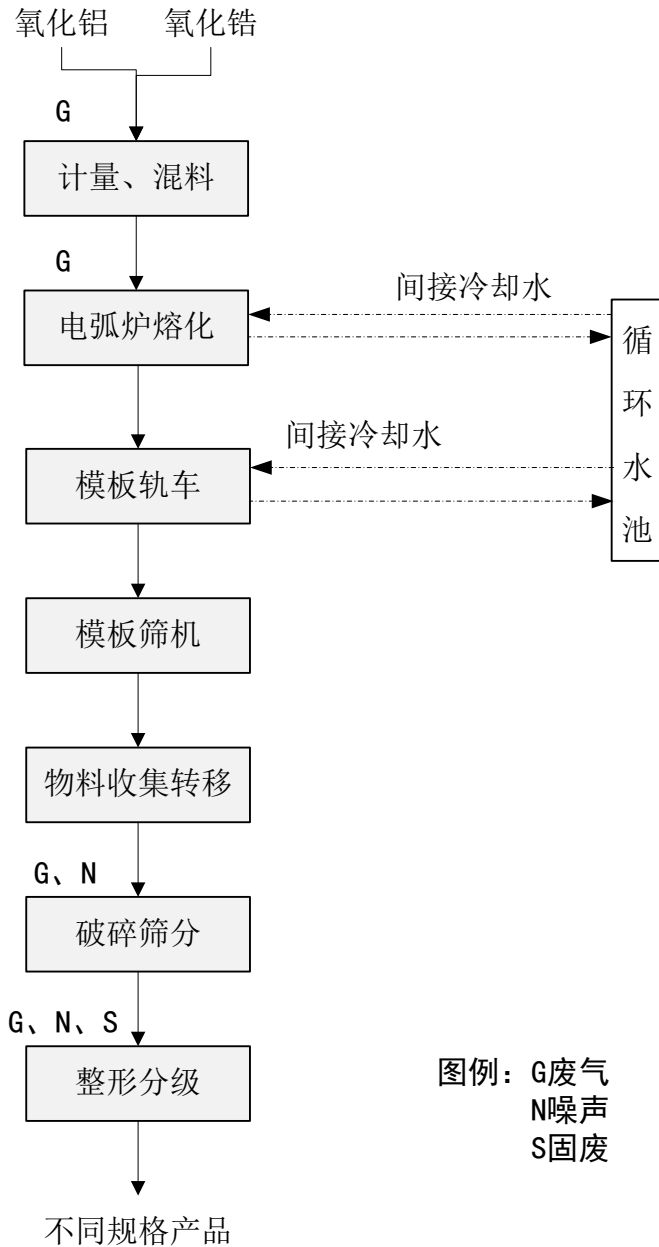 氧化铝
氧化锆
G
计量、混料
G
电弧炉熔化
间接冷却水
循
环
水
池
间接冷却水
模板轨车
模板筛机
物料收集转移
G、N
破碎筛分
G、N、S
整形分级
不同规格产品
图例：G废气
N噪声
S固废